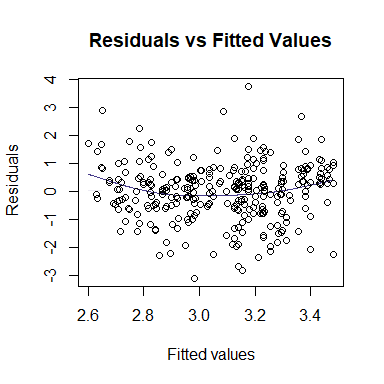 Residuals vs Fitted Values
Residuals
4
3
2
1
0
-1
-2
-3
2.6 2.8 3.0 3.2 3.4
Fitted values